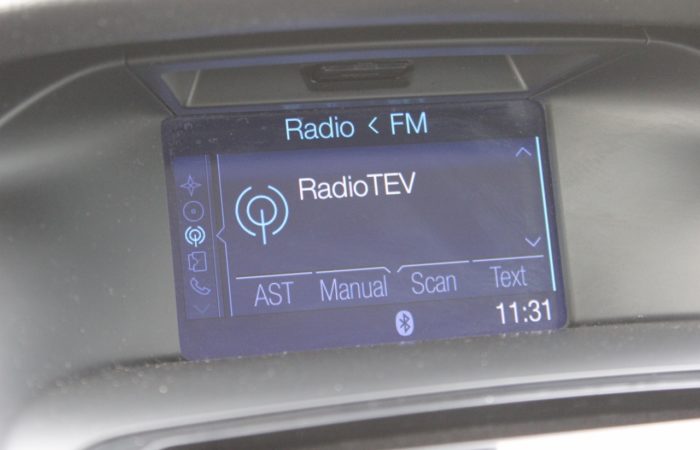 Radio < FM
RadioTEV
AST Manual Scan Text
11:31